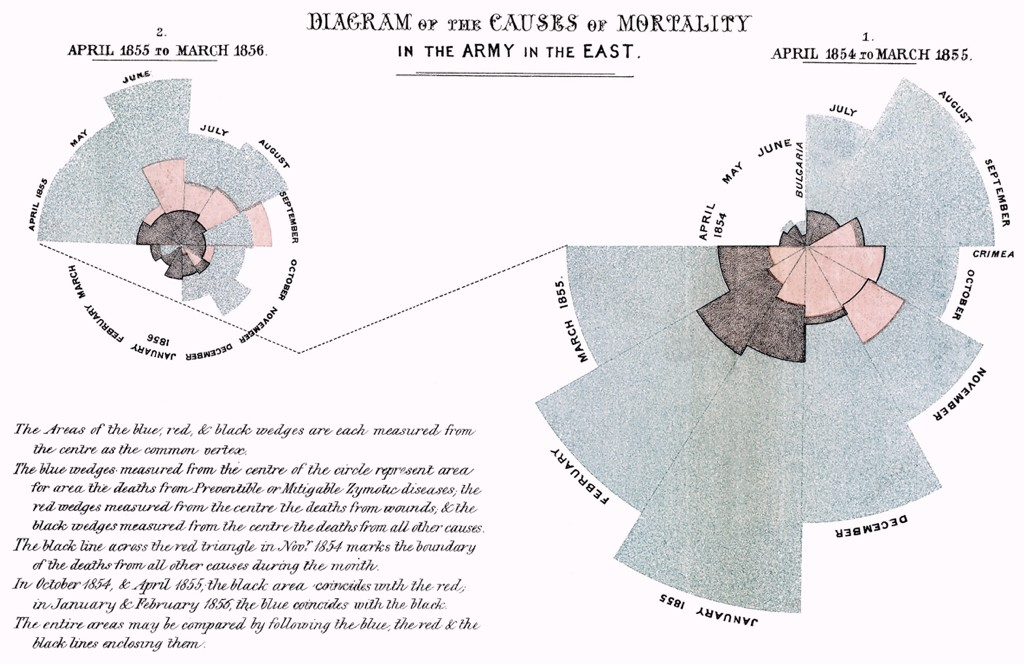 DIAGRAM OF THE CAUSES OF MORTALITY
IN THE ARMY IN THE EAST.
2.
APRIL 1855 TO MARCH 1856.
1.
APRIL 1854 TO MARCH 1855.
APRIL 1855
MAY
JUNE
JULY
AUGUST
SEPTEMBER
OCTOBER
NOVEMBER
DECEMBER
JANUARY
1856
FEBRUARY
MARCH
APRIL
1854
MAY
JUNE
BULGARIA
JULY
AUGUST
SEPTEMBER
CRIMEA
OCTOBER
NOVEMBER
DECEMBER
JANUARY 1855
FEBRUARY
MARCH 1855.
The Areas of the blue, red, & black wedges are each measured from
the centre as the common vertex.
The blue wedges measured from the centre of the circle represent area
for area the deaths from Preventible or Mitigable Zymotic diseases, the
red wedges measured from the centre the deaths from wounds, & the
black wedges measured from the centre the deaths from all other causes.
The black line across the red triangle in Novr. 1854 marks the boundary
of the deaths from all other causes during the month.
In October 1854, & April 1855, the black area coincides with the red,
in January & February 1856, the blue coincides with the black.
The entire areas may be compared by following the blue, the red & the
black lines enclosing them.